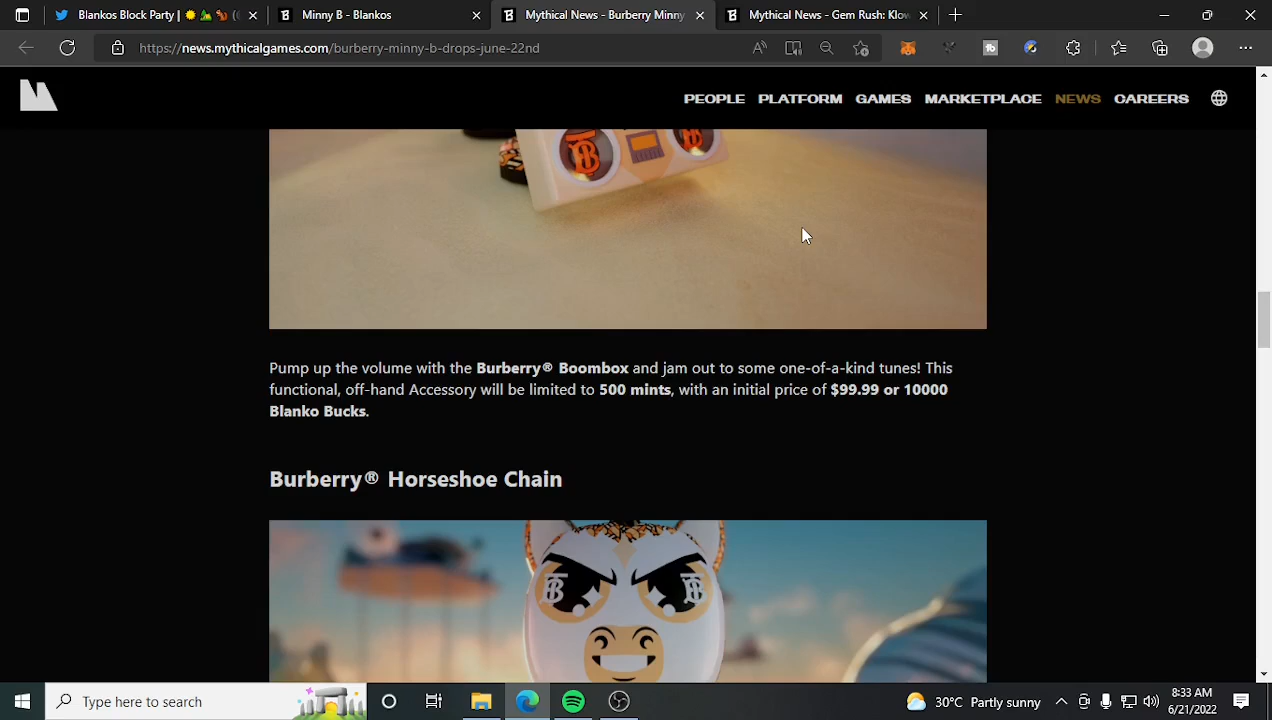 Blankos Block Party |
Minny B - Blankos
Mythical News - Burberry Minny
Mythical News - Gem Rush: Klow
https://news.mythicalgames.com/burberry-minny-b-drops-june-22nd
PEOPLE PLATFORM GAMES MARKETPLACE NEWS CAREERS
Pump up the volume with the Burberry® Boombox and jam out to some one-of-a-kind tunes! This
functional, off-hand Accessory will be limited to 500 mints, with an initial price of $99.99 or 10000
Blanko Bucks.
Burberry® Horseshoe Chain
Type here to search
30°C Partly sunny
8:33 AM
6/21/2022